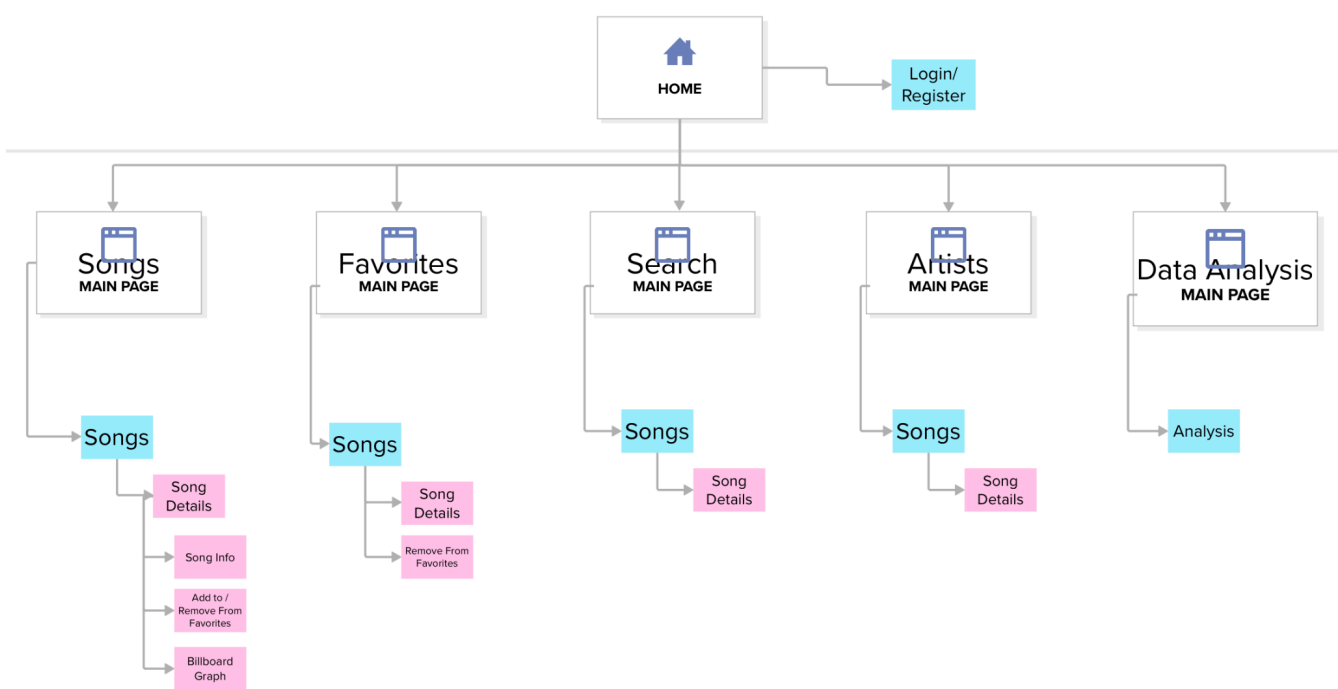 HOME
Login/
Register
Songs
MAIN PAGE
Favorites
MAIN PAGE
Search
MAIN PAGE
Artists
MAIN PAGE
Data Analysis
MAIN PAGE
Songs
Song
Details
Song Info
Add to /
Remove From
Favorites
Billboard
Graph
Songs
Song
Details
Remove From
Favorites
Songs
Song
Details
Songs
Song
Details
Analysis